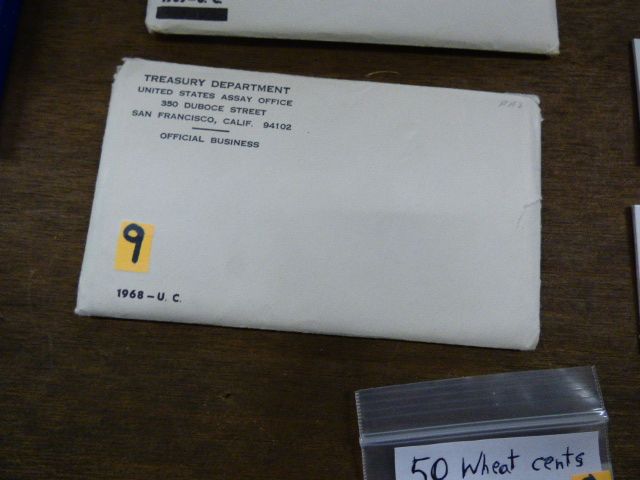 TREASURY DEPARTMENT
UNITED STATES ASSAY OFFICE
350 DUBOCE STREET
SAN FRANCISCO, CALIF. 94102
OFFICIAL BUSINESS
9
1968 – U. C.
50 Wheat cents